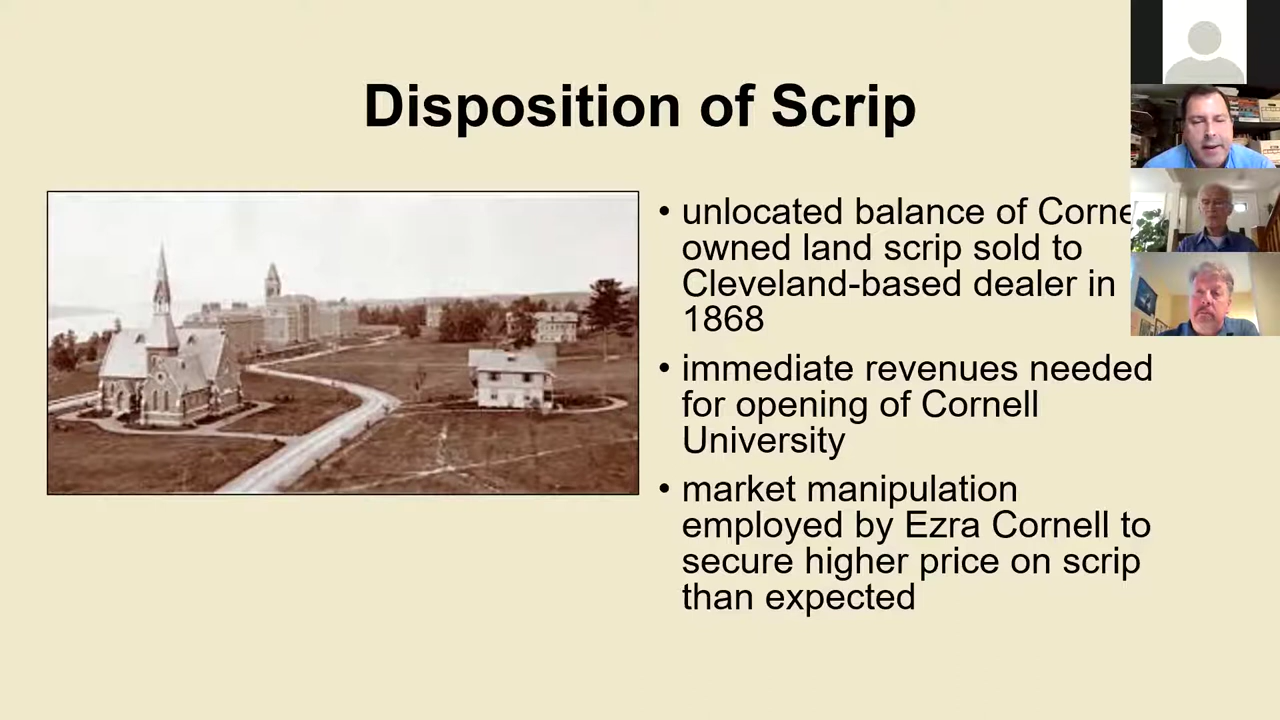 Disposition of Scrip
• unlocated balance of Corne
owned land scrip sold to
Cleveland-based dealer in
1868
• immediate revenues needed
for opening of Cornell
University
• market manipulation
employed by Ezra Cornell to
secure higher price on scrip
than expected